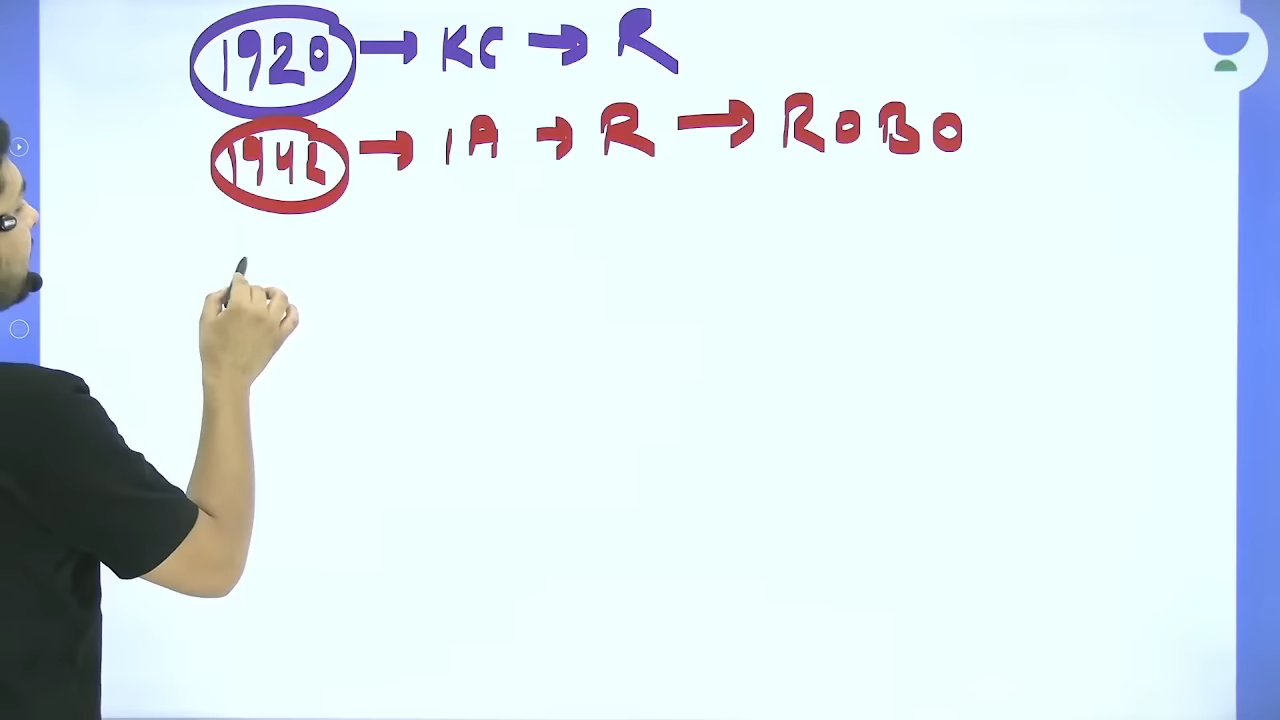 1920 → KC → R
1942 → IA → R → ROBO